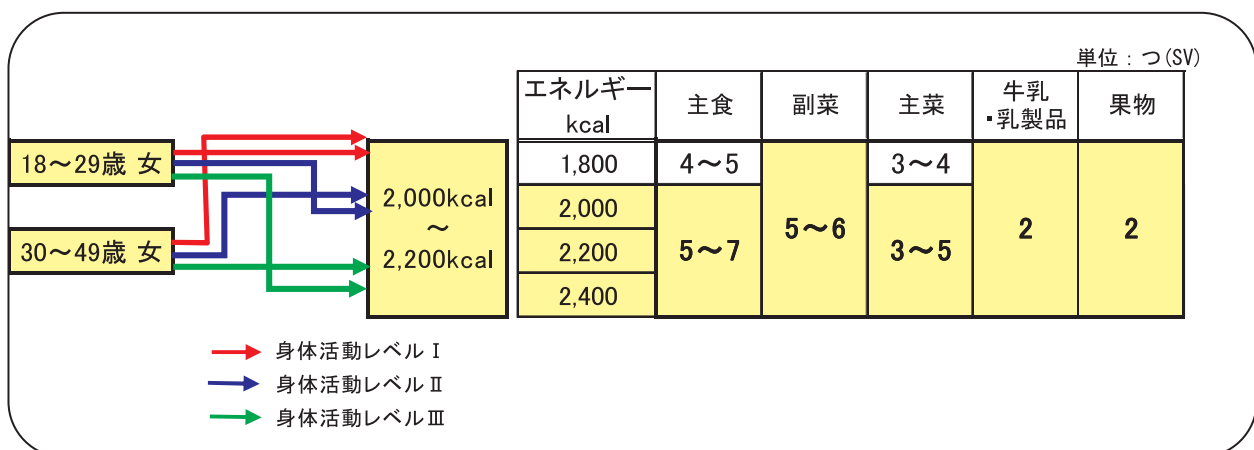 単位：つ(SV)
エネルギー
kcal
主食
副菜
主菜
牛乳
・乳製品
果物
18～29歳 女
30～49歳 女
2,000kcal
～
2,200kcal
1,800
4～5
3～4
2,000
2,200
2,400
5～7
5～6
3～5
2
2
身体活動レベルⅠ
身体活動レベルⅡ
身体活動レベルⅢ